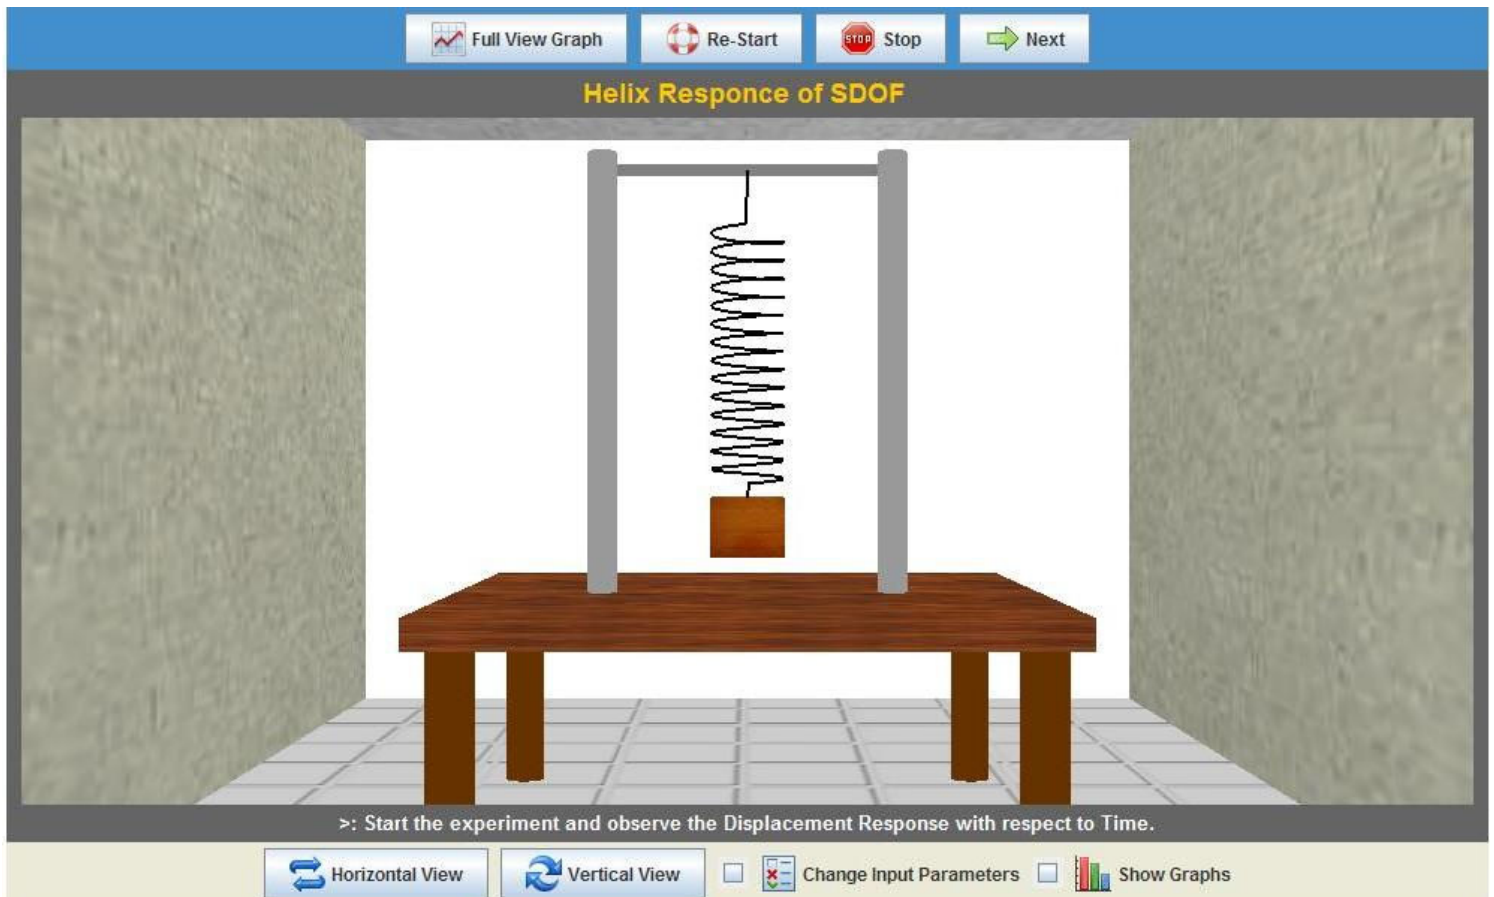 Full View Graph
Re-Start
STOP Stop
Next
Helix Responce of SDOF
>: Start the experiment and observe the Displacement Response with respect to Time.
Horizontal View
Vertical View
Change Input Parameters
Show Graphs